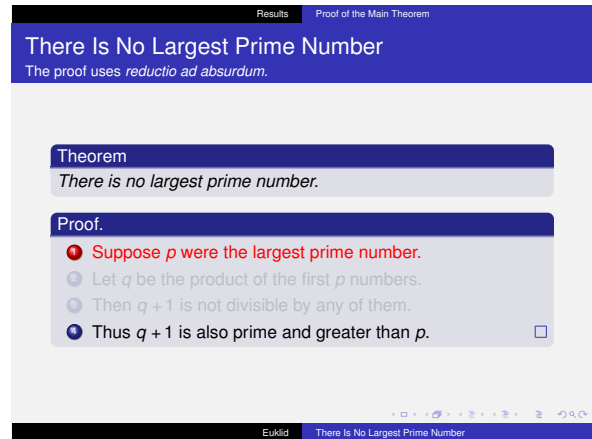 Results Proof of the Main Theorem
There Is No Largest Prime Number
The proof uses reductio ad absurdum.
Theorem
There is no largest prime number.
Proof.
1 Suppose p were the largest prime number.
2 Let q be the product of the first p numbers.
3 Then q + 1 is not divisible by any of them.
4 Thus q + 1 is also prime and greater than p.
Euklid There Is No Largest Prime Number